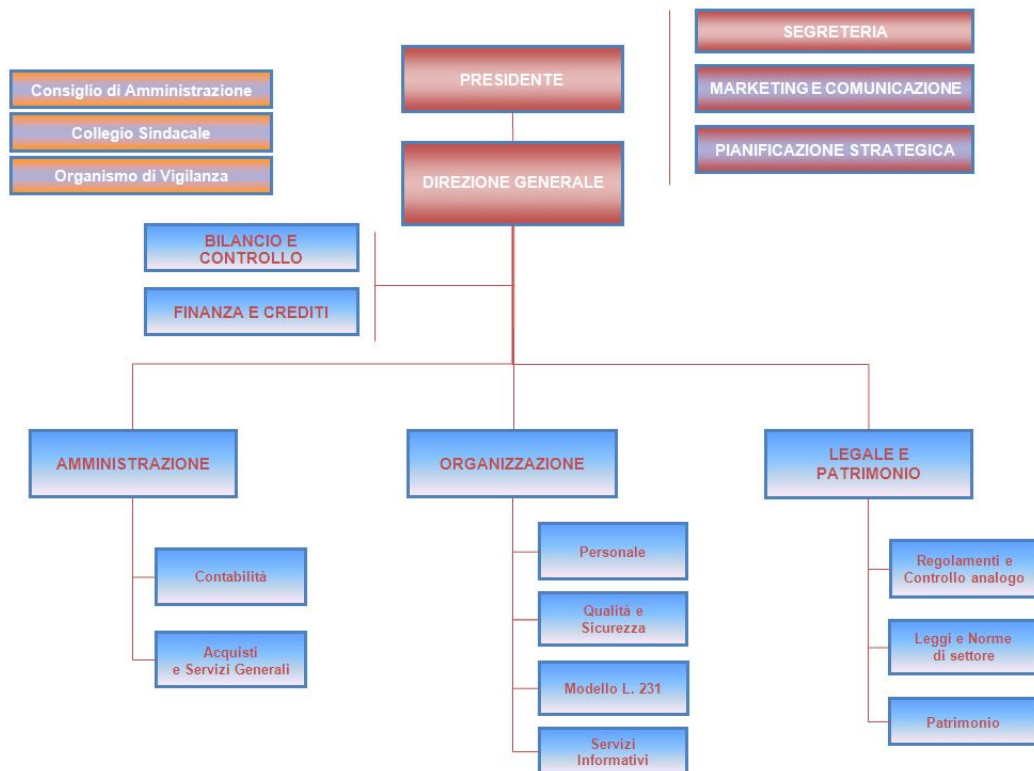 SEGRETERIA
PRESIDENTE
Consiglio di Amministrazione
MARKETING E COMUNICAZIONE
Collegio Sindacale
PIANIFICAZIONE STRATEGICA
Organismo di Vigilanza
DIREZIONE GENERALE
BILANCIO E
CONTROLLO
FINANZA E CREDITI
AMMINISTRAZIONE
ORGANIZZAZIONE
LEGALE E
PATRIMONIO
Contabilità
Acquisti
e Servizi Generali
Personale
Qualità e
Sicurezza
Modello L. 231
Servizi
Informativi
Regolamenti e
Controllo analogo
Leggi e Norme
di settore
Patrimonio